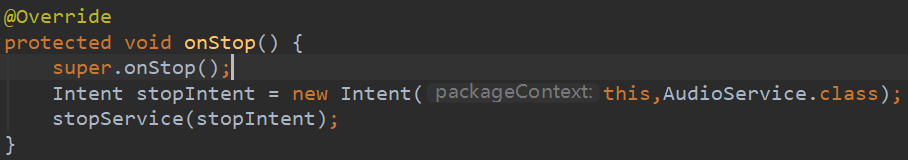 @Override
protected void onStop() {
    super.onStop();
    Intent stopIntent = new Intent( packageContext: this,AudioService.class);
    stopService(stopIntent);
}